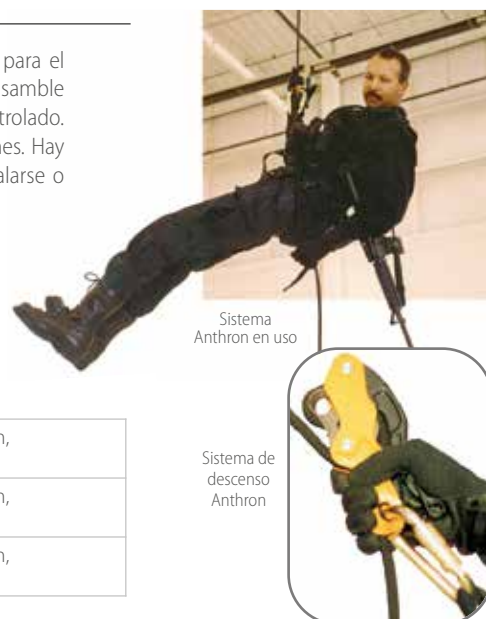 para el
samble
trolado.
nes. Hay
alarse o
Sistema
Anthron en uso
n,
n,
n,
Sistema de
descenso
Anthron